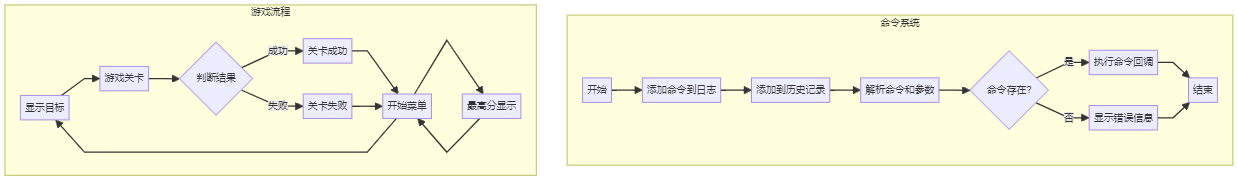 游戏流程
显示目标
游戏关卡
判断结果
成功
失败
关卡成功
关卡失败
开始菜单
最高分显示
命令系统
开始
添加命令到日志
添加到历史记录
解析命令和参数
命令存在?
是
否
执行命令回调
显示错误信息
结束